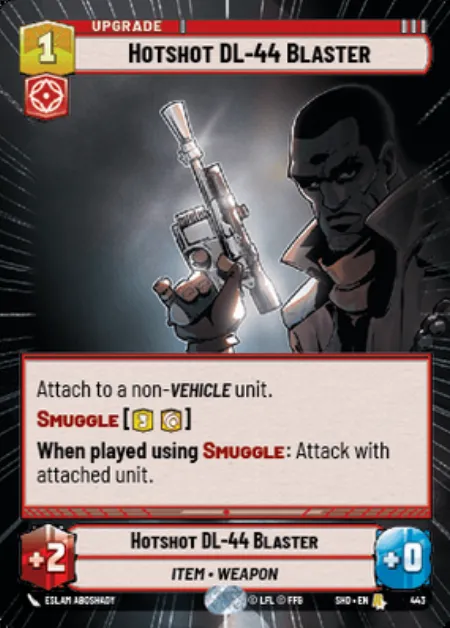 UPGRADE
1
HOTSHOT DL-44 BLASTER
Attach to a non-VEHICLE unit.
SMUGGLE [3]
When played using SMUGGLE: Attack with
attached unit.
+2
HOTSHOT DL-44 BLASTER
+0
ITEM • WEAPON
ESLAM ABOSHADY
© LFL © FFG
SHD • EN
443